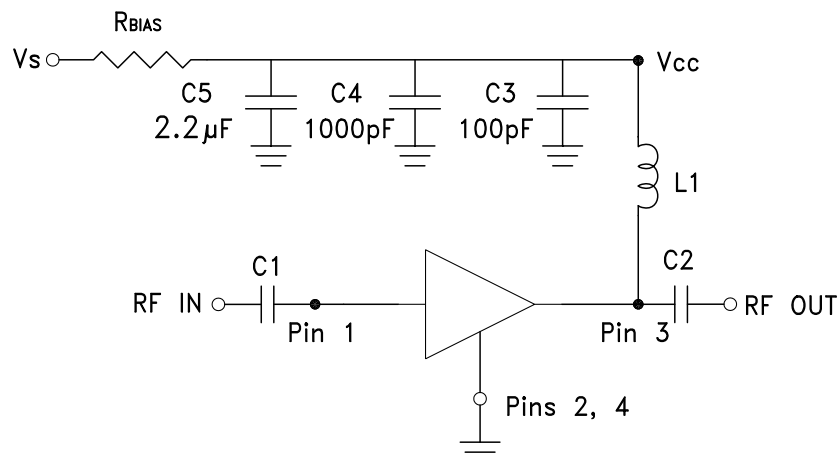 RBIAS
Vs
Vcc
C5
2.2µF
C4
1000pF
C3
100pF
L1
C1
C2
RF IN
Pin 1
Pin 3
RF OUT
Pins 2, 4